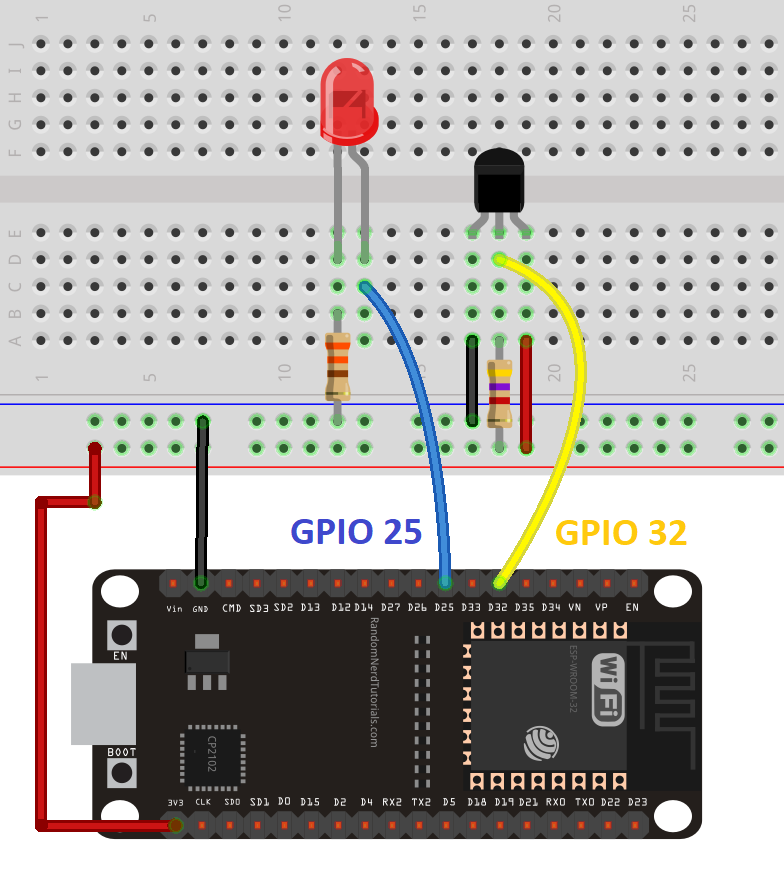 1 5 10 15 20 25
J
I
H
G
F
E
D
C
B
A
1 5 10 15 20 25
GPIO 25
GPIO 32
Vin GND CMD SD3 SD2 D13 D12 D14 D27 D26 D25 D33 D32 D35 D34 VN VP EN
EN
RandomNerdTutorials.com
ESP-WROOM-32
WiFi
CP2102
BOOT
3V3 CLK SD0 SD1 D0 D15 D2 D4 RX2 TX2 D5 D18 D19 D21 RX0 TX0 D22 D23